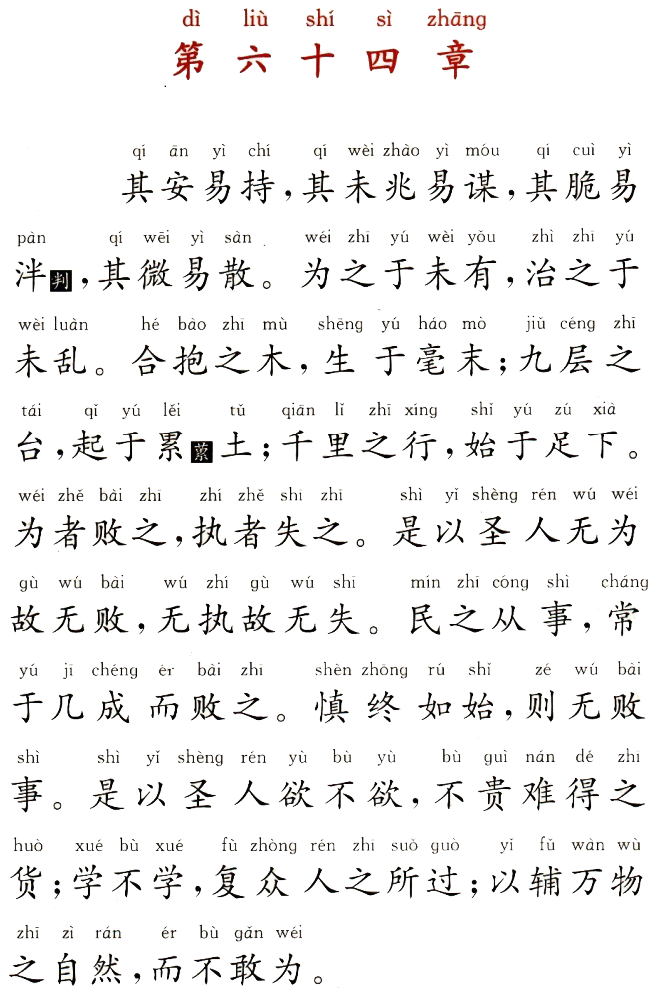 dì liù shí sì zhāng
第六十四章
qí ān yì chí qí wèi zhào yì móu qí cuì yì
其安易持，其未兆易谋，其脆易
pàn qí wēi yì sàn wéi zhī yú wèi yǒu zhì zhī yú
泮判，其微易散。为之于未有，治之于
wèi luàn hé bào zhī mù shēng yú háo mò jiǔ céng zhī
未乱。合抱之木，生于毫末；九层之
tái qǐ yú lěi tǔ qiān lǐ zhī xíng shǐ yú zú xià
台，起于累蔂土；千里之行，始于足下。
wéi zhě bài zhī zhí zhě shī zhī shì yǐ shèng rén wú wéi
为者败之，执者失之。是以圣人无为
gù wú bài wú zhí gù wú shī mín zhī cóng shì cháng
故无败，无执故无失。民之从事，常
yú jī chéng ér bài zhī shèn zhōng rú shǐ zé wú bài
于几成而败之。慎终如始，则无败
shì shì yǐ shèng rén yù bù yù bù guì nán dé zhī
事。是以圣人欲不欲，不贵难得之
huò xué bù xué fù zhòng rén zhī suǒ guò yǐ fǔ wàn wù
货；学不学，复众人之所过；以辅万物
zhī zì rán ér bù gǎn wéi
之自然，而不敢为。